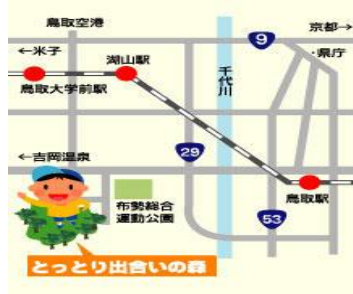 鳥取空港
京都→
9
←米子
湖山駅
・県庁
鳥取大学前駅
千代川
←吉岡温泉
29
布勢総合
運動公園
鳥取駅
53
とっとり出合いの森